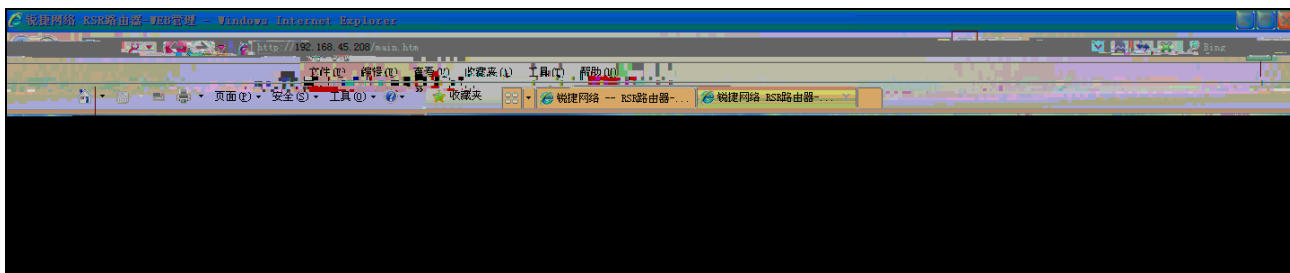 锐捷网络 RSR路由器-WEB管理 - Windows Internet Explorer
http://192.168.45.208/main.htm Bing
文件(F) 编辑(E) 查看(V) 收藏夹(A) 工具(T) 帮助(H)
页面(P) 安全(S) 工具(O) 收藏夹 锐捷网络 -- RSR路由器-... 锐捷网络 RSR路由器-...